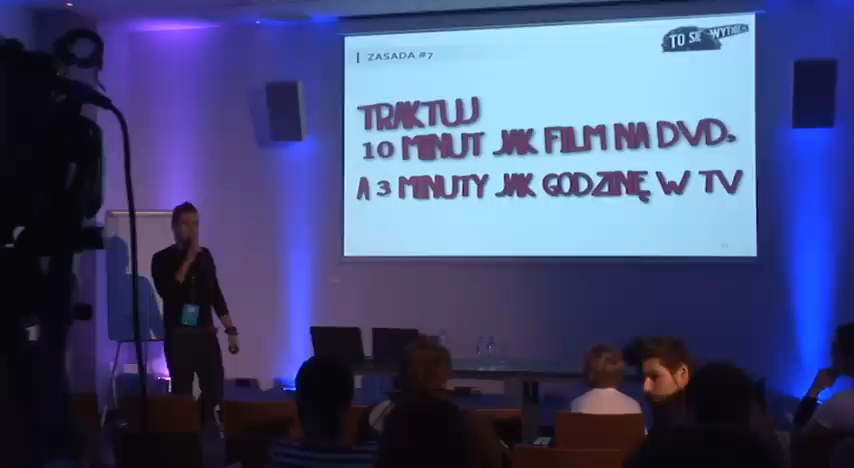 ZASADA #7
TO SIĘ WYTNIE
TRAKTUJ
10 MINUT JAK FILM NA DVD,
A 3 MINUTY JAK GODZINĘ W TV